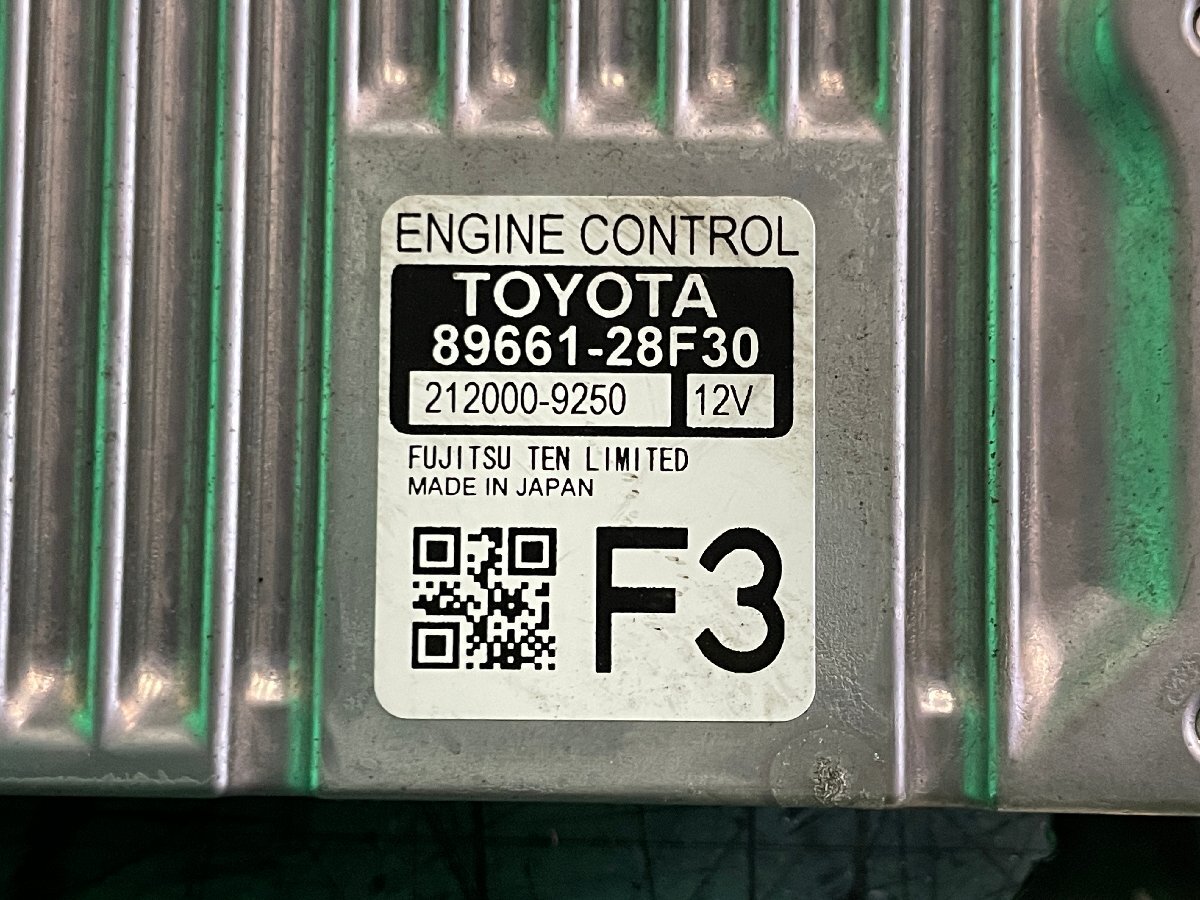 ENGINE CONTROL
TOYOTA
89661-28F30
212000-9250 12V
FUJITSU TEN LIMITED
MADE IN JAPAN
F3